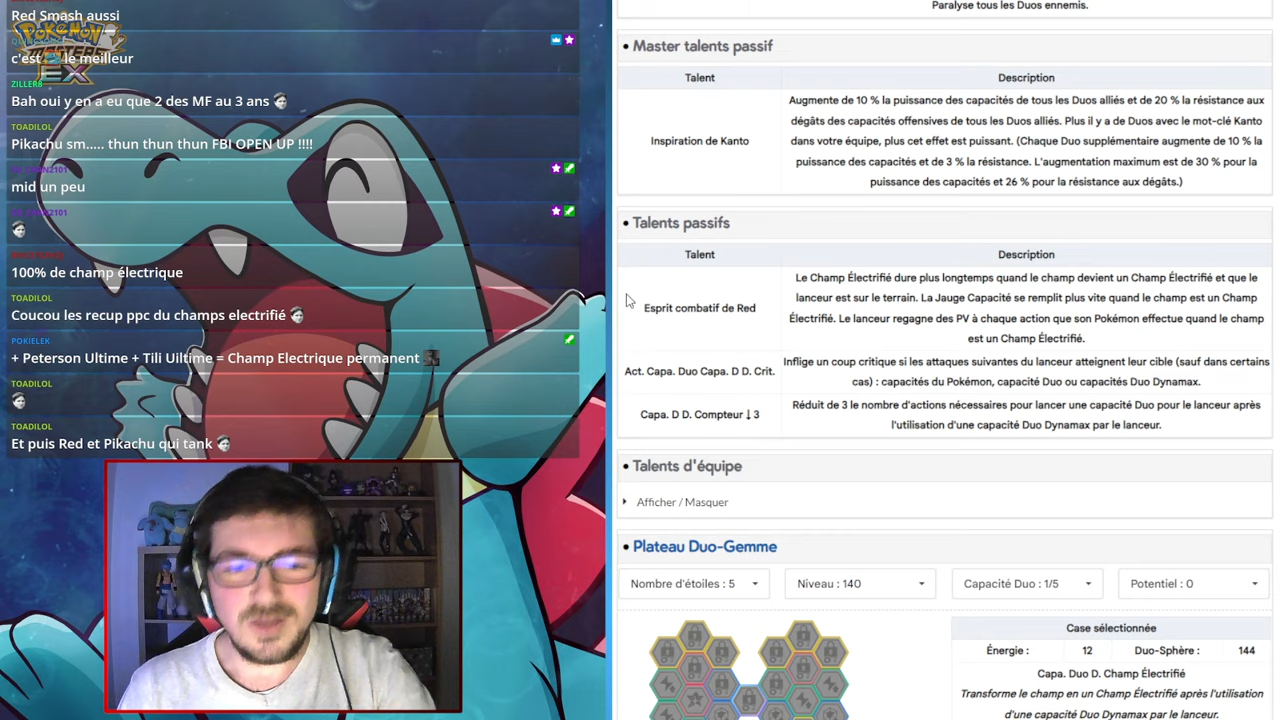 Red Smash aussi
POKÉMON
MASTERS
EX
c'est le meilleur
ZILLER8
Bah oui y en a eu que 2 des MF au 3 ans
TOADILOL
Pikachu sm..... thun thun thun FBI OPEN UP !!!!
mid un peu
100% de champ électrique
TOADILOL
Coucou les recup ppc du champs electrifié
POKIELEK
+ Peterson Ultime + Tili Uiltime = Champ Electrique permanent
TOADILOL
TOADILOL
Et puis Red et Pikachu qui tank
Paralyse tous les Duos ennemis.
• Master talents passif
Talent Description
Inspiration de Kanto
Augmente de 10 % la puissance des capacités de tous les Duos alliés et de 20 % la résistance aux
dégâts des capacités offensives de tous les Duos alliés. Plus il y a de Duos avec le mot-clé Kanto
dans votre équipe, plus cet effet est puissant. (Chaque Duo supplémentaire augmente de 10 % la
puissance des capacités et de 3 % la résistance. L'augmentation maximum est de 30 % pour la
puissance des capacités et 26 % pour la résistance aux dégâts.)
• Talents passifs
Talent Description
Esprit combatif de Red
Le Champ Électrifié dure plus longtemps quand le champ devient un Champ Électrifié et que le
lanceur est sur le terrain. La Jauge Capacité se remplit plus vite quand le champ est un Champ
Électrifié. Le lanceur regagne des PV à chaque action que son Pokémon effectue quand le champ
est un Champ Électrifié.
Act. Capa. Duo Capa. D D. Crit.
Inflige un coup critique si les attaques suivantes du lanceur atteignent leur cible (sauf dans certains
cas) : capacités du Pokémon, capacité Duo ou capacités Duo Dynamax.
Capa. D D. Compteur ↓ 3
Réduit de 3 le nombre d'actions nécessaires pour lancer une capacité Duo pour le lanceur après
l'utilisation d'une capacité Duo Dynamax par le lanceur.
• Talents d'équipe
Afficher / Masquer
• Plateau Duo-Gemme
Nombre d'étoiles : 5 Niveau : 140 Capacité Duo : 1/5 Potentiel : 0
Case sélectionnée
Énergie : 12 Duo-Sphère : 144
Capa. Duo D. Champ Électrifié
Transforme le champ en un Champ Électrifié après l'utilisation
d'une capacité Duo Dynamax par le lanceur.